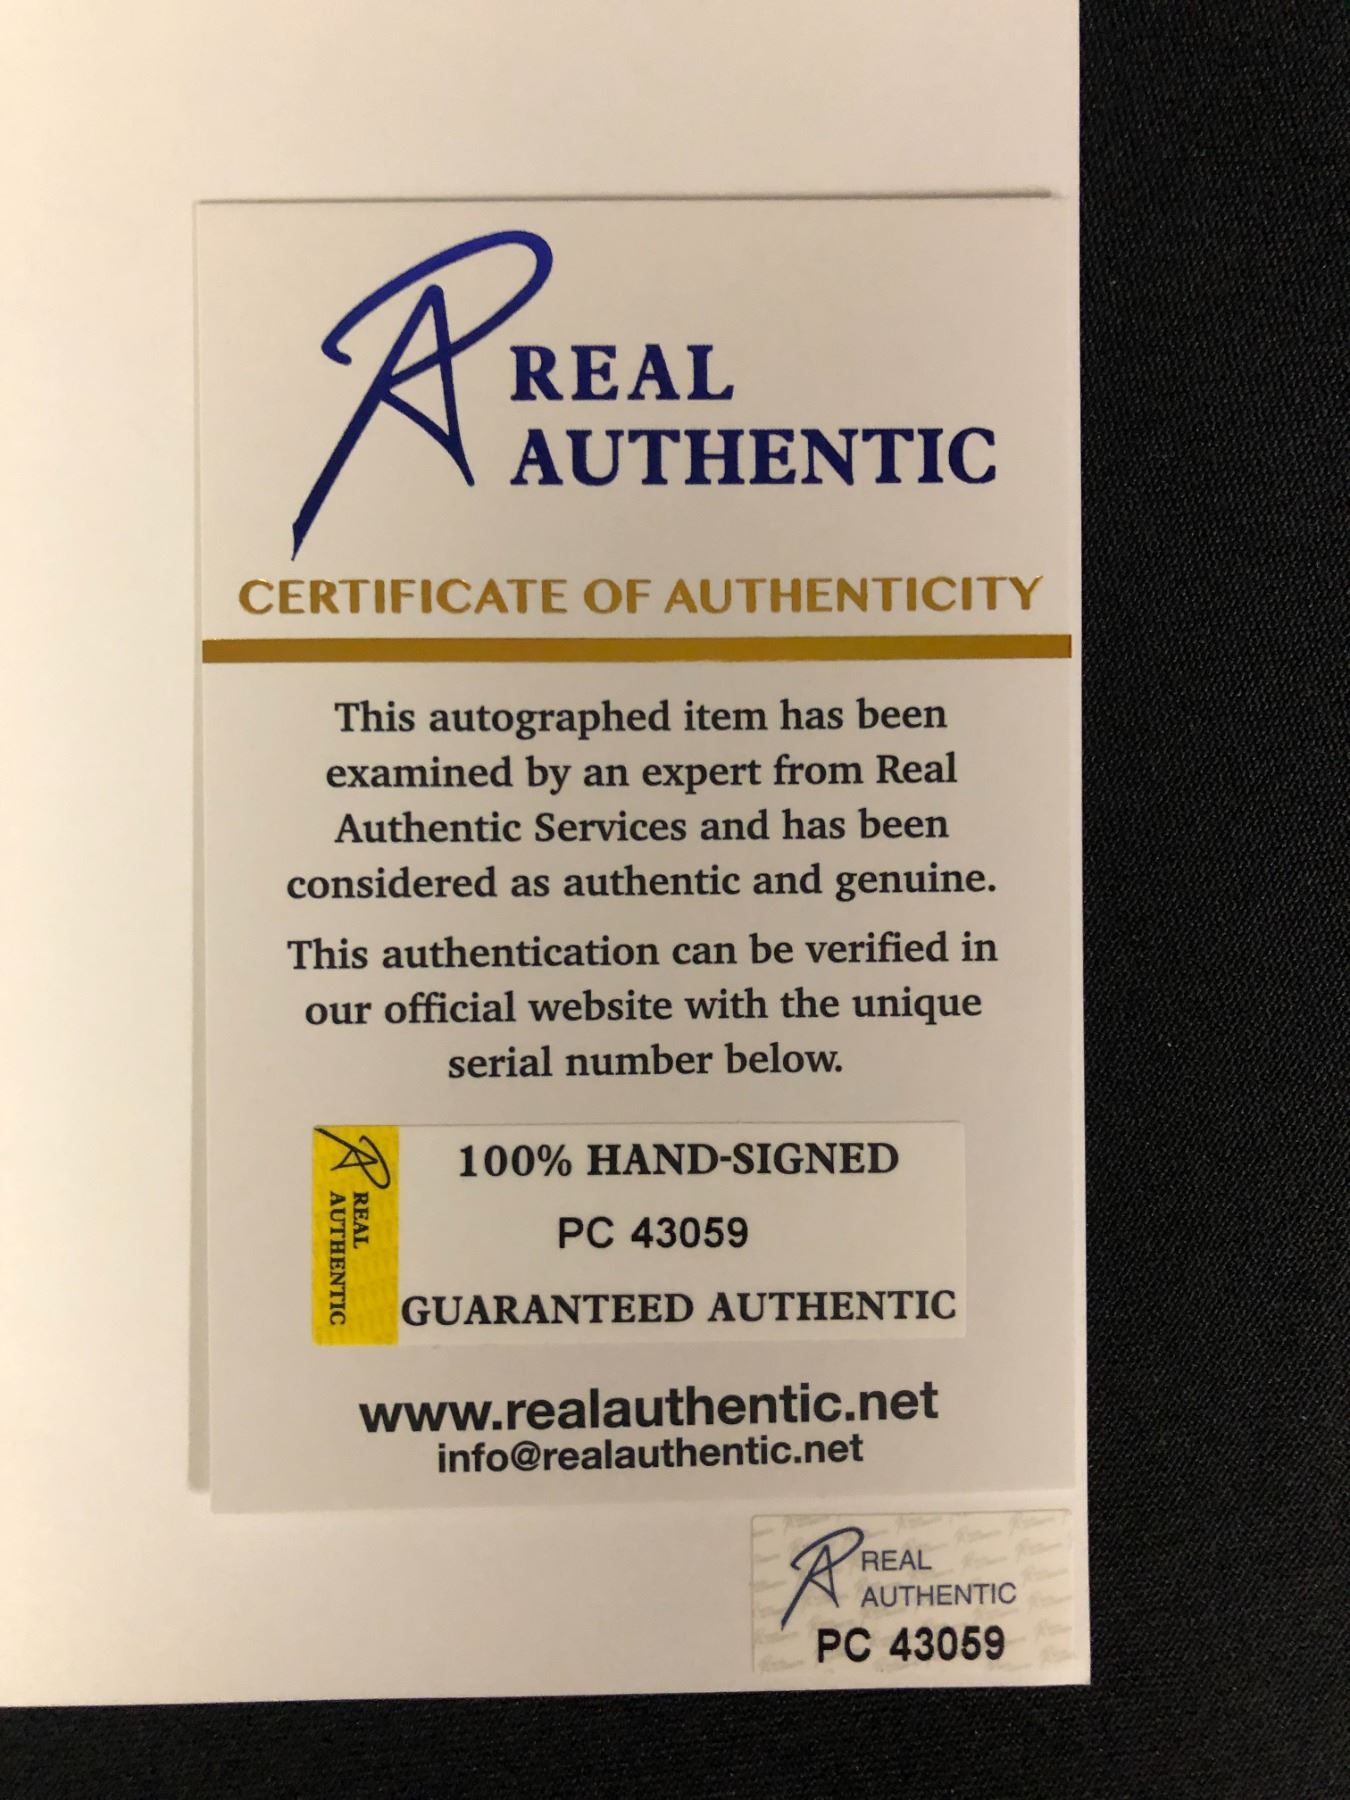 REAL
AUTHENTIC
CERTIFICATE OF AUTHENTICITY
This autographed item has been
examined by an expert from Real
Authentic Services and has been
considered as authentic and genuine.
This authentication can be verified in
our official website with the unique
serial number below.
REAL
AUTHENTIC
100% HAND-SIGNED
PC 43059
GUARANTEED AUTHENTIC
www.realauthentic.net
info@realauthentic.net
REAL
AUTHENTIC
PC 43059